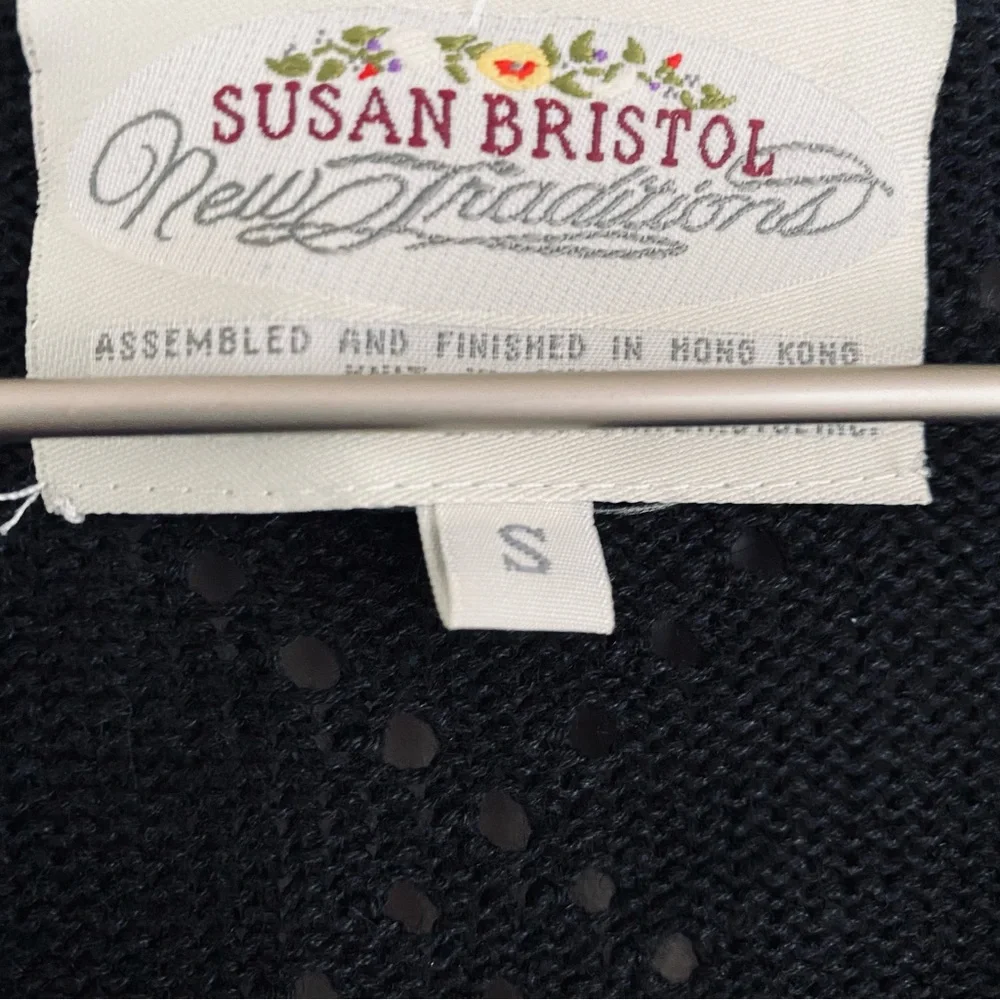 SUSAN BRISTOL
New Traditions
ASSEMBLED AND FINISHED IN HONG KONG
S